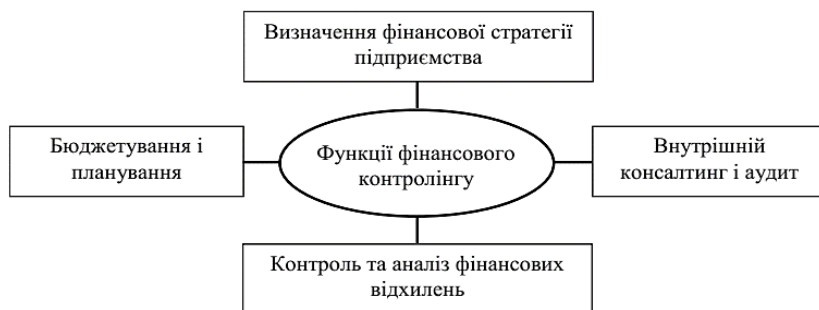 Визначення фінансової стратегії
підприємства
Бюджетування і
планування
Функції фінансового
контролінгу
Внутрішній
консалтинг і аудит
Контроль та аналіз фінансових
відхилень